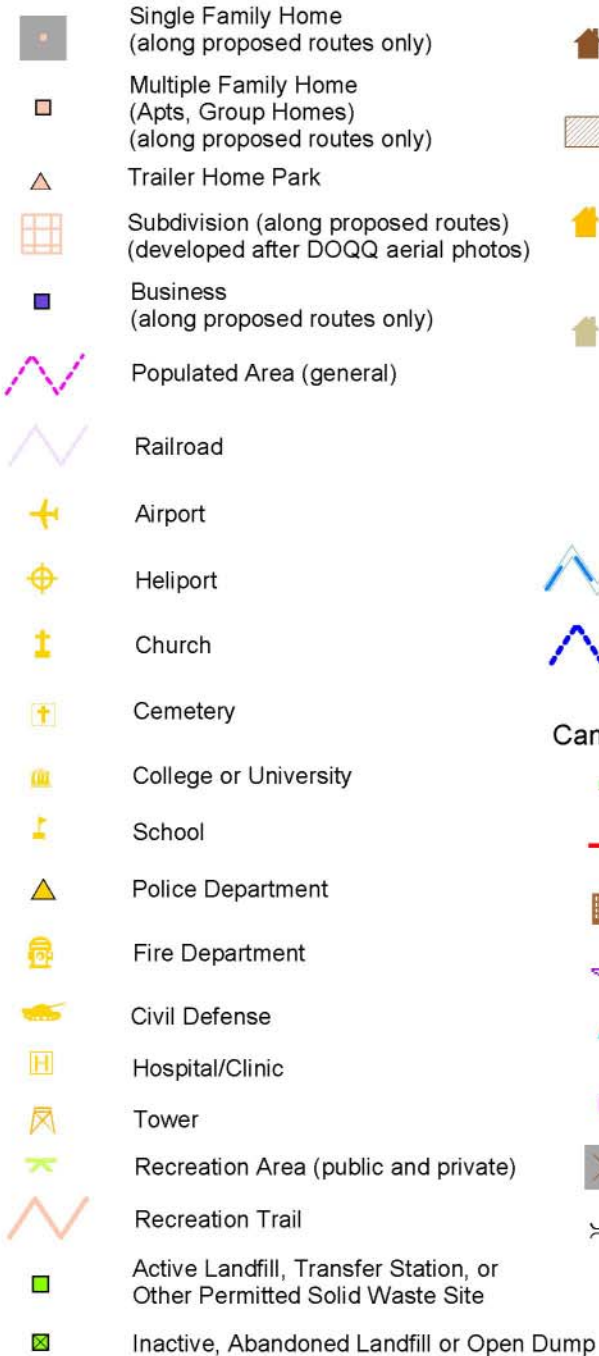 Single Family Home
(along proposed routes only)
Multiple Family Home
(Apts, Group Homes)
(along proposed routes only)
Trailer Home Park
Subdivision (along proposed routes)
(developed after DOQQ aerial photos)
Business
(along proposed routes only)
Populated Area (general)
Railroad
Airport
Heliport
Church
Cemetery
College or University
School
Police Department
Fire Department
Civil Defense
H
Hospital/Clinic
Tower
Recreation Area (public and private)
Recreation Trail
Active Landfill, Transfer Station, or
Other Permitted Solid Waste Site
Inactive, Abandoned Landfill or Open Dump